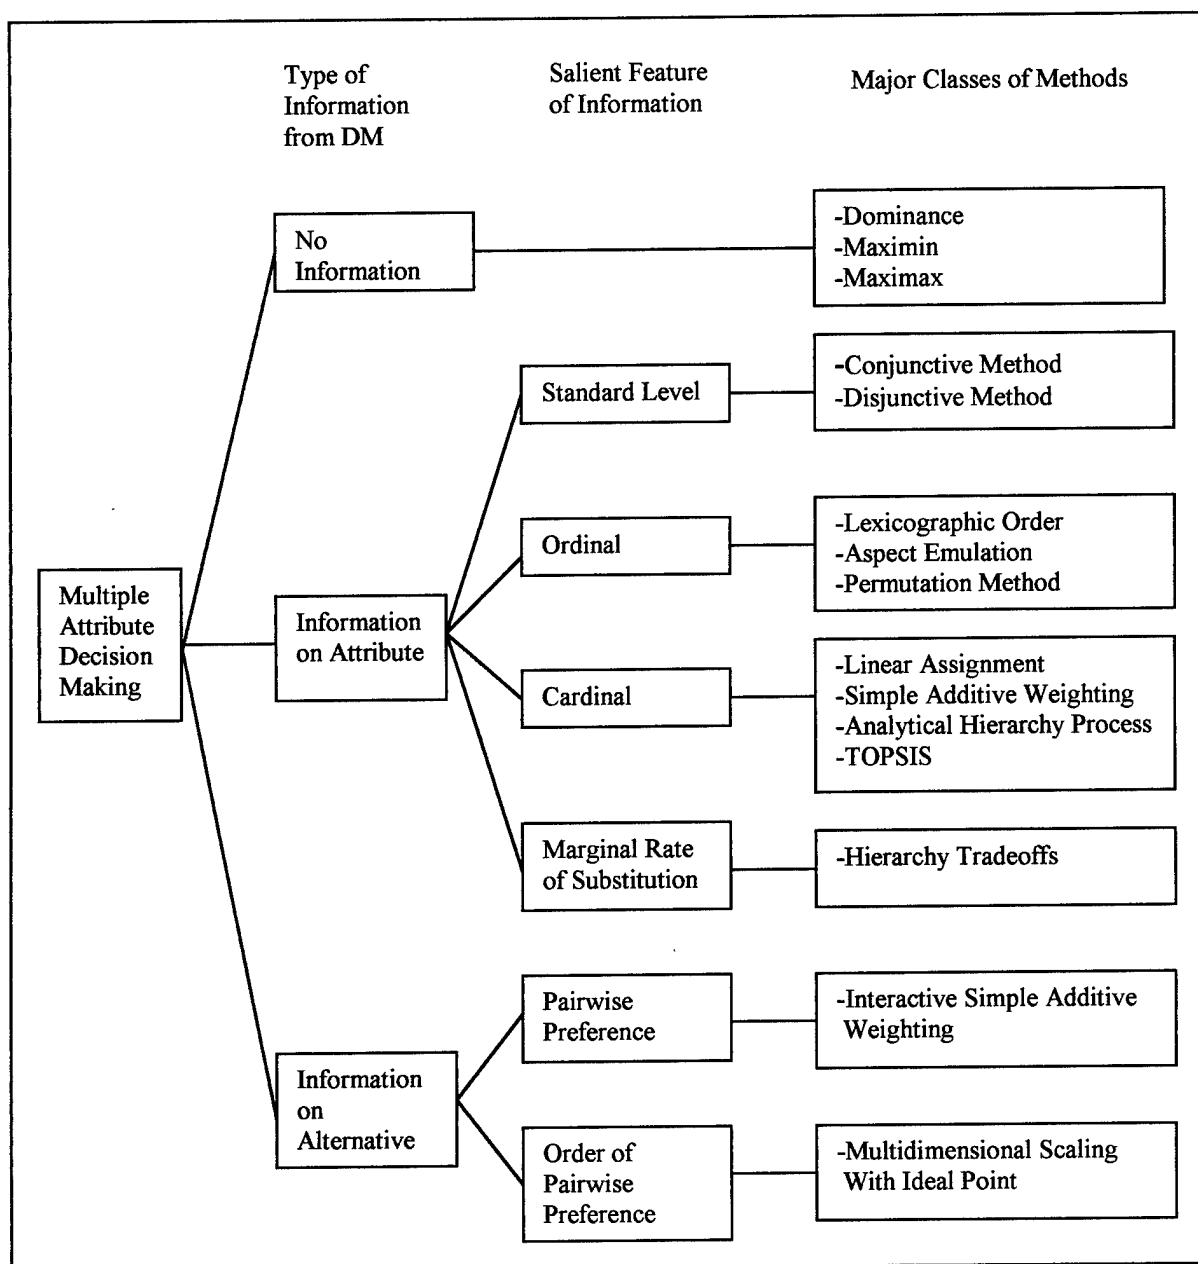 Type of
Information
from DM
Salient Feature
of Information
Major Classes of Methods
No
Information
-Dominance
-Maximin
-Maximax
Standard Level
-Conjunctive Method
-Disjunctive Method
Ordinal
-Lexicographic Order
-Aspect Emulation
-Permutation Method
Multiple
Attribute
Decision
Making
Information
on Attribute
Cardinal
-Linear Assignment
-Simple Additive Weighting
-Analytical Hierarchy Process
-TOPSIS
Marginal Rate
of Substitution
-Hierarchy Tradeoffs
Information
on
Alternative
Pairwise
Preference
-Interactive Simple Additive
Weighting
Order of
Pairwise
Preference
-Multidimensional Scaling
With Ideal Point